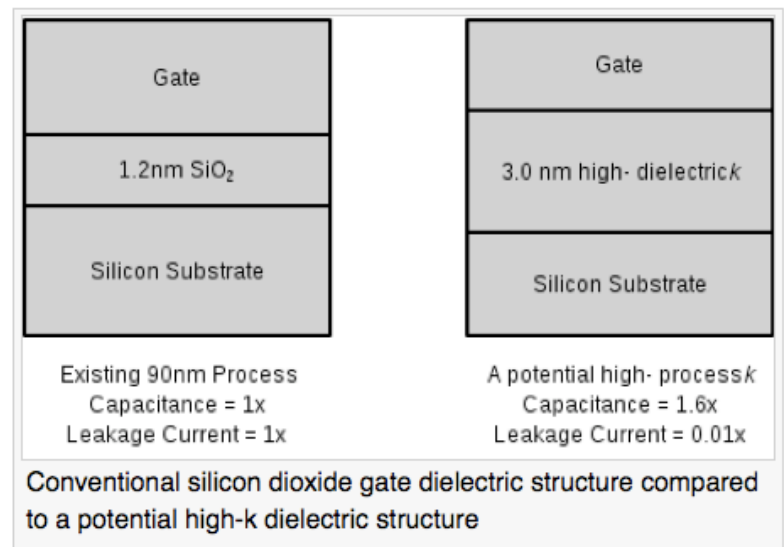 Gate
1.2nm SiO₂
Silicon Substrate
Existing 90nm Process
Capacitance = 1x
Leakage Current = 1x
Gate
3.0 nm high- dielectrick
Silicon Substrate
A potential high- processk
Capacitance = 1.6x
Leakage Current = 0.01x
Conventional silicon dioxide gate dielectric structure compared
to a potential high-k dielectric structure